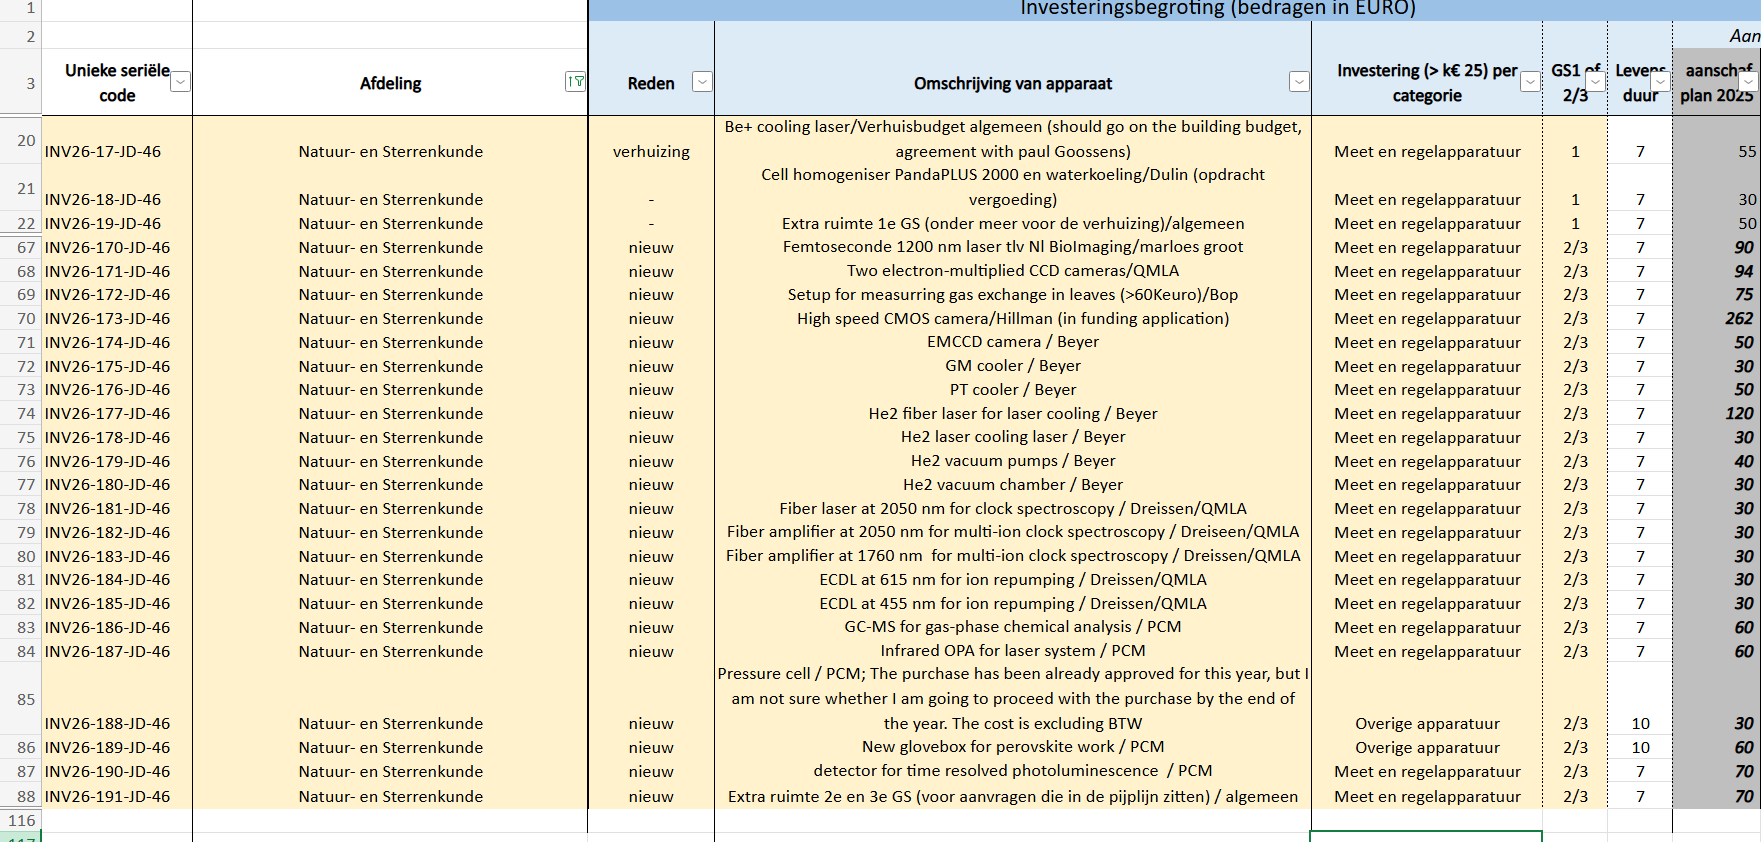 1 Investeringsbegroting (bedragen in EURO)
2 Aan
3 Unieke seriële code Afdeling Reden Omschrijving van apparaat Investering (> k€ 25) per categorie GS1 of 2/3 Levens duur aanschaf plan 2025
Be+ cooling laser/Verhuisbudget algemeen (should go on the building budget,
20 INV26-17-JD-46 Natuur- en Sterrenkunde verhuizing agreement with paul Goossens) Meet en regelapparatuur 1 7 55
Cell homogeniser PandaPLUS 2000 en waterkoeling/Dulin (opdracht
21 INV26-18-JD-46 Natuur- en Sterrenkunde - vergoeding) Meet en regelapparatuur 1 7 30
22 INV26-19-JD-46 Natuur- en Sterrenkunde - Extra ruimte 1e GS (onder meer voor de verhuizing)/algemeen Meet en regelapparatuur 1 7 50
67 INV26-170-JD-46 Natuur- en Sterrenkunde nieuw Femtoseconde 1200 nm laser tlv Nl BioImaging/marloes groot Meet en regelapparatuur 2/3 7 90
68 INV26-171-JD-46 Natuur- en Sterrenkunde nieuw Two electron-multiplied CCD cameras/QMLA Meet en regelapparatuur 2/3 7 94
69 INV26-172-JD-46 Natuur- en Sterrenkunde nieuw Setup for measurring gas exchange in leaves (>60Keuro)/Bop Meet en regelapparatuur 2/3 7 75
70 INV26-173-JD-46 Natuur- en Sterrenkunde nieuw High speed CMOS camera/Hillman (in funding application) Meet en regelapparatuur 2/3 7 262
71 INV26-174-JD-46 Natuur- en Sterrenkunde nieuw EMCCD camera / Beyer Meet en regelapparatuur 2/3 7 50
72 INV26-175-JD-46 Natuur- en Sterrenkunde nieuw GM cooler / Beyer Meet en regelapparatuur 2/3 7 30
73 INV26-176-JD-46 Natuur- en Sterrenkunde nieuw PT cooler / Beyer Meet en regelapparatuur 2/3 7 50
74 INV26-177-JD-46 Natuur- en Sterrenkunde nieuw He2 fiber laser for laser cooling / Beyer Meet en regelapparatuur 2/3 7 120
75 INV26-178-JD-46 Natuur- en Sterrenkunde nieuw He2 laser cooling laser / Beyer Meet en regelapparatuur 2/3 7 30
76 INV26-179-JD-46 Natuur- en Sterrenkunde nieuw He2 vacuum pumps / Beyer Meet en regelapparatuur 2/3 7 40
77 INV26-180-JD-46 Natuur- en Sterrenkunde nieuw He2 vacuum chamber / Beyer Meet en regelapparatuur 2/3 7 30
78 INV26-181-JD-46 Natuur- en Sterrenkunde nieuw Fiber laser at 2050 nm for clock spectroscopy / Dreissen/QMLA Meet en regelapparatuur 2/3 7 30
79 INV26-182-JD-46 Natuur- en Sterrenkunde nieuw Fiber amplifier at 2050 nm for multi-ion clock spectroscopy / Dreiseen/QMLA Meet en regelapparatuur 2/3 7 30
80 INV26-183-JD-46 Natuur- en Sterrenkunde nieuw Fiber amplifier at 1760 nm for multi-ion clock spectroscopy / Dreissen/QMLA Meet en regelapparatuur 2/3 7 30
81 INV26-184-JD-46 Natuur- en Sterrenkunde nieuw ECDL at 615 nm for ion repumping / Dreissen/QMLA Meet en regelapparatuur 2/3 7 30
82 INV26-185-JD-46 Natuur- en Sterrenkunde nieuw ECDL at 455 nm for ion repumping / Dreissen/QMLA Meet en regelapparatuur 2/3 7 30
83 INV26-186-JD-46 Natuur- en Sterrenkunde nieuw GC-MS for gas-phase chemical analysis / PCM Meet en regelapparatuur 2/3 7 60
84 INV26-187-JD-46 Natuur- en Sterrenkunde nieuw Infrared OPA for laser system / PCM Meet en regelapparatuur 2/3 7 60
Pressure cell / PCM; The purchase has been already approved for this year, but I
85 am not sure whether I am going to proceed with the purchase by the end of
INV26-188-JD-46 Natuur- en Sterrenkunde nieuw the year. The cost is excluding BTW Overige apparatuur 2/3 10 30
86 INV26-189-JD-46 Natuur- en Sterrenkunde nieuw New glovebox for perovskite work / PCM Overige apparatuur 2/3 10 60
87 INV26-190-JD-46 Natuur- en Sterrenkunde nieuw detector for time resolved photoluminescence / PCM Meet en regelapparatuur 2/3 7 70
88 INV26-191-JD-46 Natuur- en Sterrenkunde nieuw Extra ruimte 2e en 3e GS (voor aanvragen die in de pijplijn zitten) / algemeen Meet en regelapparatuur 2/3 7 70
116
117